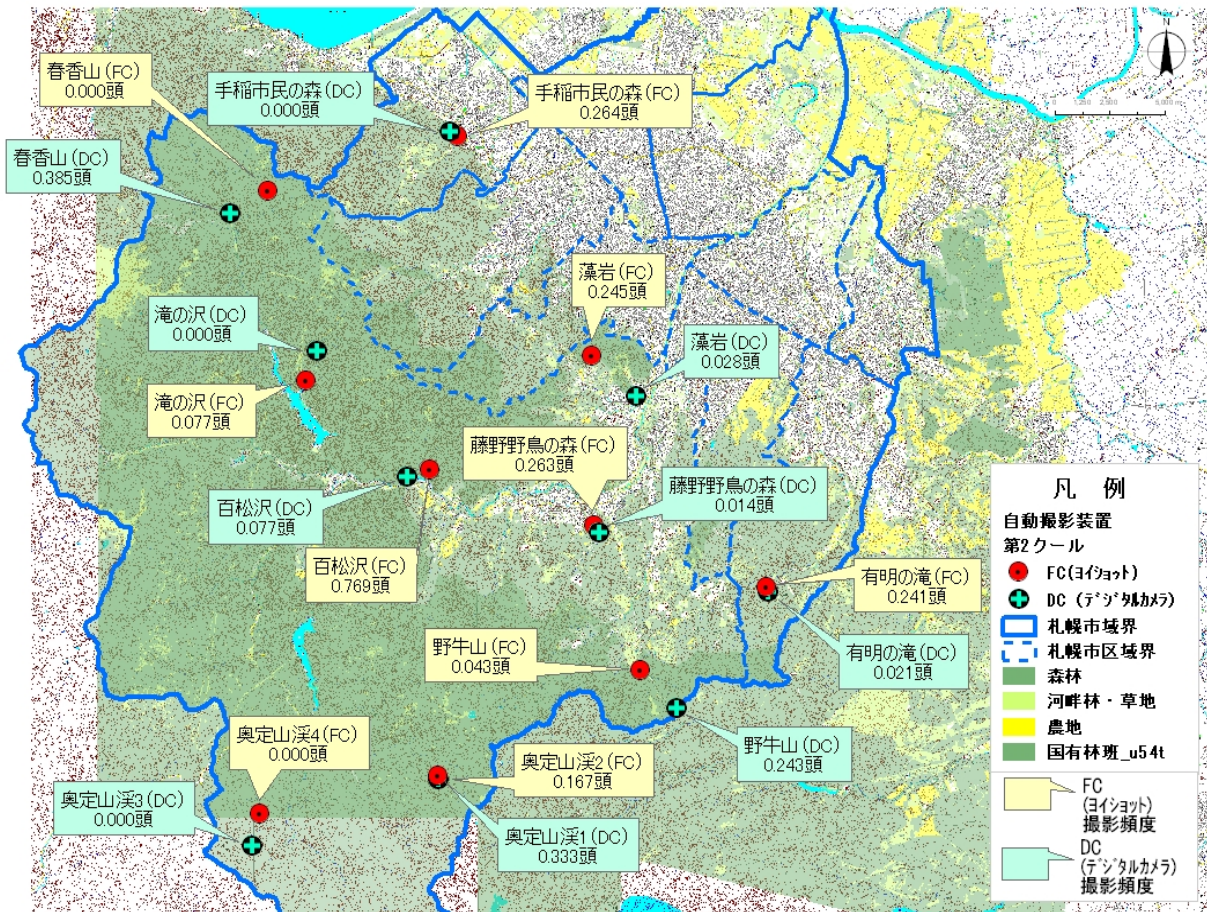 春香山(FC)
0.000頭
手稲市民の森(DC)
0.000頭
手稲市民の森(FC)
0.264頭
N
0 1,250 2,500 5,000 m
春香山(DC)
0.385頭
藻岩(FC)
0.245頭
滝の沢(DC)
0.000頭
藻岩(DC)
0.028頭
滝の沢(FC)
0.077頭
藤野野鳥の森(FC)
0.263頭
藤野野鳥の森(DC)
0.014頭
百松沢(DC)
0.077頭
百松沢(FC)
0.769頭
有明の滝(FC)
0.241頭
野牛山(FC)
0.043頭
有明の滝(DC)
0.021頭
奥定山渓4(FC)
0.000頭
奥定山渓2(FC)
0.167頭
野牛山(DC)
0.243頭
奥定山渓3(DC)
0.000頭
奥定山渓1(DC)
0.333頭
凡 例
自動撮影装置
第2クール
FC(ヨイショット)
DC (デジタルカメラ)
札幌市域界
札幌市区域界
森林
河畔林・草地
農地
国有林班_u54t
FC
(ヨイショット)
撮影頻度
DC
(デジタルカメラ)
撮影頻度